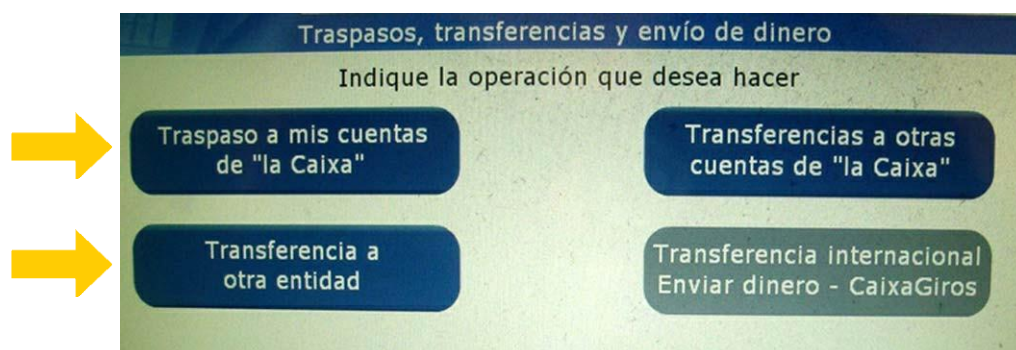 Traspasos, transferencias y envío de dinero
Indique la operación que desea hacer
Traspaso a mis cuentas
de "la Caixa"
Transferencias a otras
cuentas de "la Caixa"
Transferencia a
otra entidad
Transferencia internacional
Enviar dinero - CaixaGiros